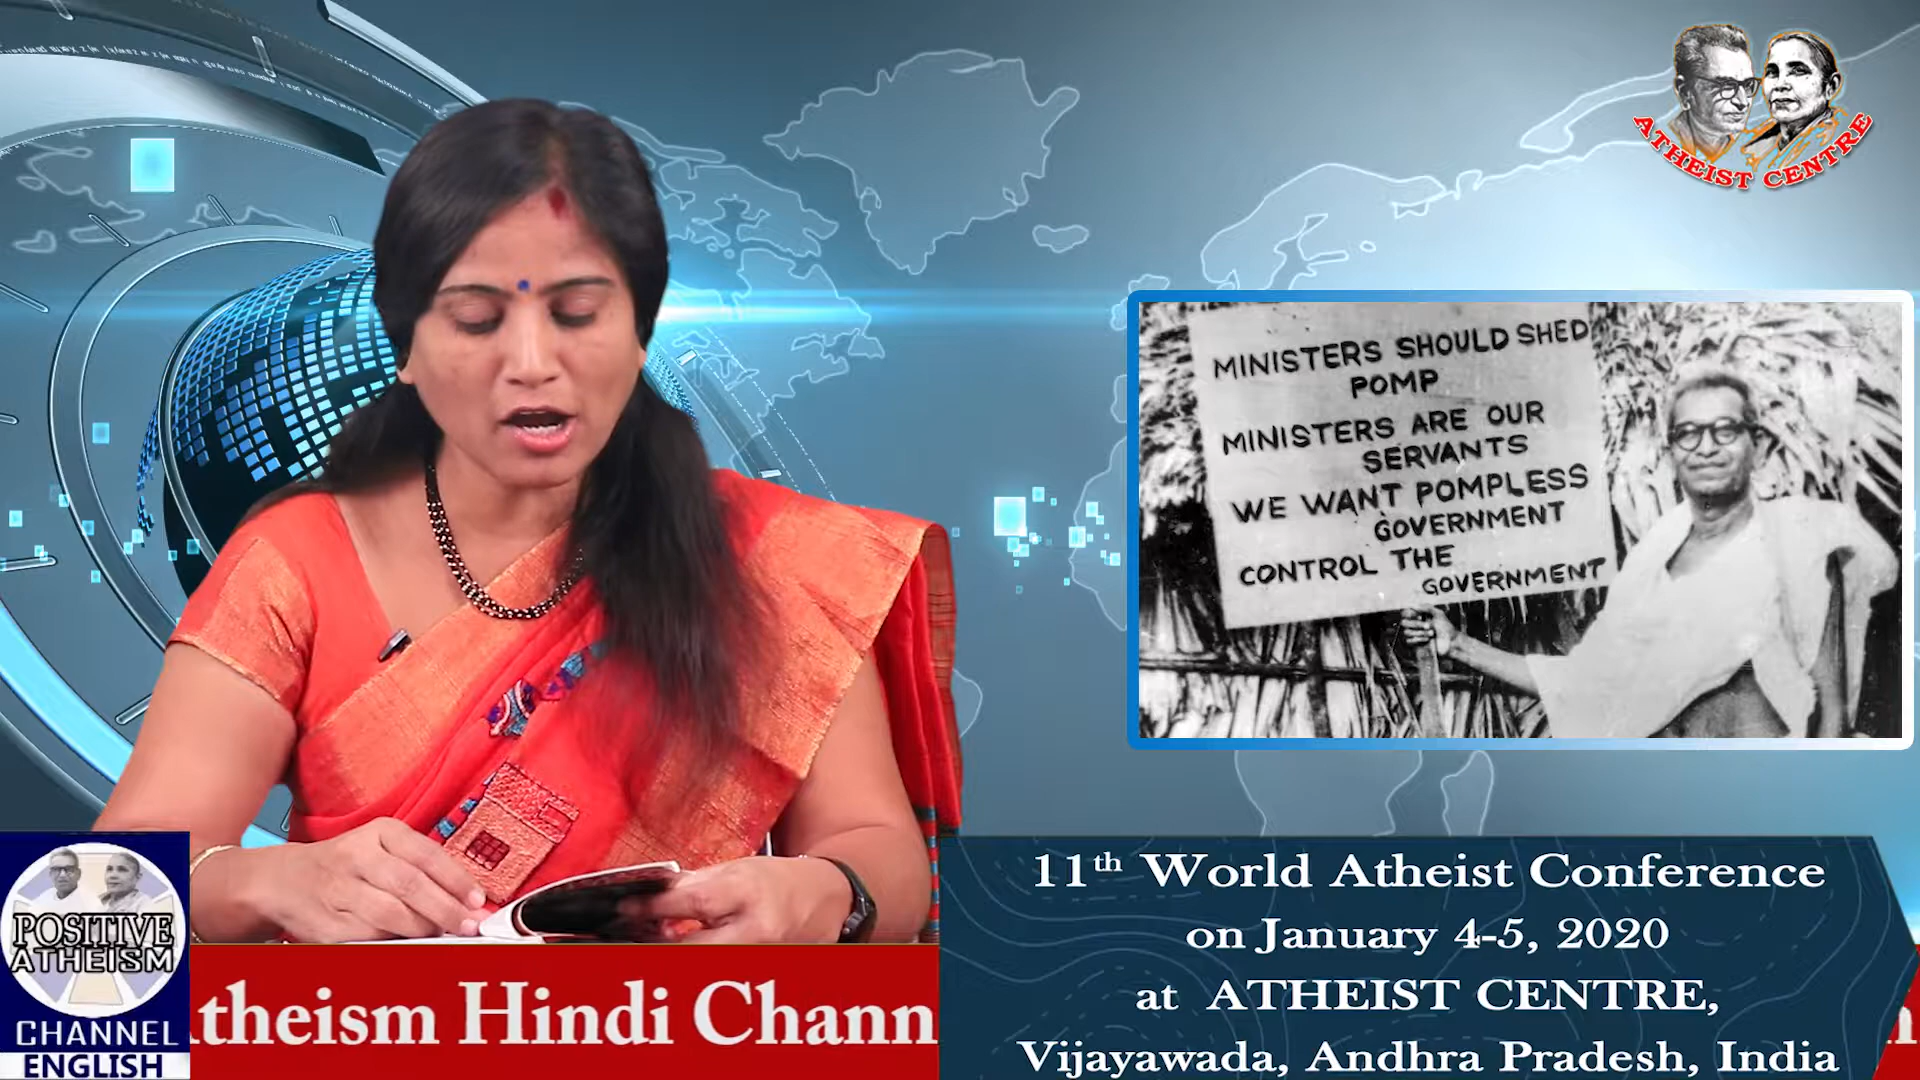 ATHEIST CENTRE
MINISTERS SHOULD SHED
POMP
MINISTERS ARE OUR
SERVANTS
WE WANT POMPLESS
GOVERNMENT
CONTROL THE
GOVERNMENT
11th World Atheist Conference
on January 4-5, 2020
at ATHEIST CENTRE,
Vijayawada, Andhra Pradesh, India
POSITIVE
ATHEISM
CHANNEL
ENGLISH
theism Hindi Chann